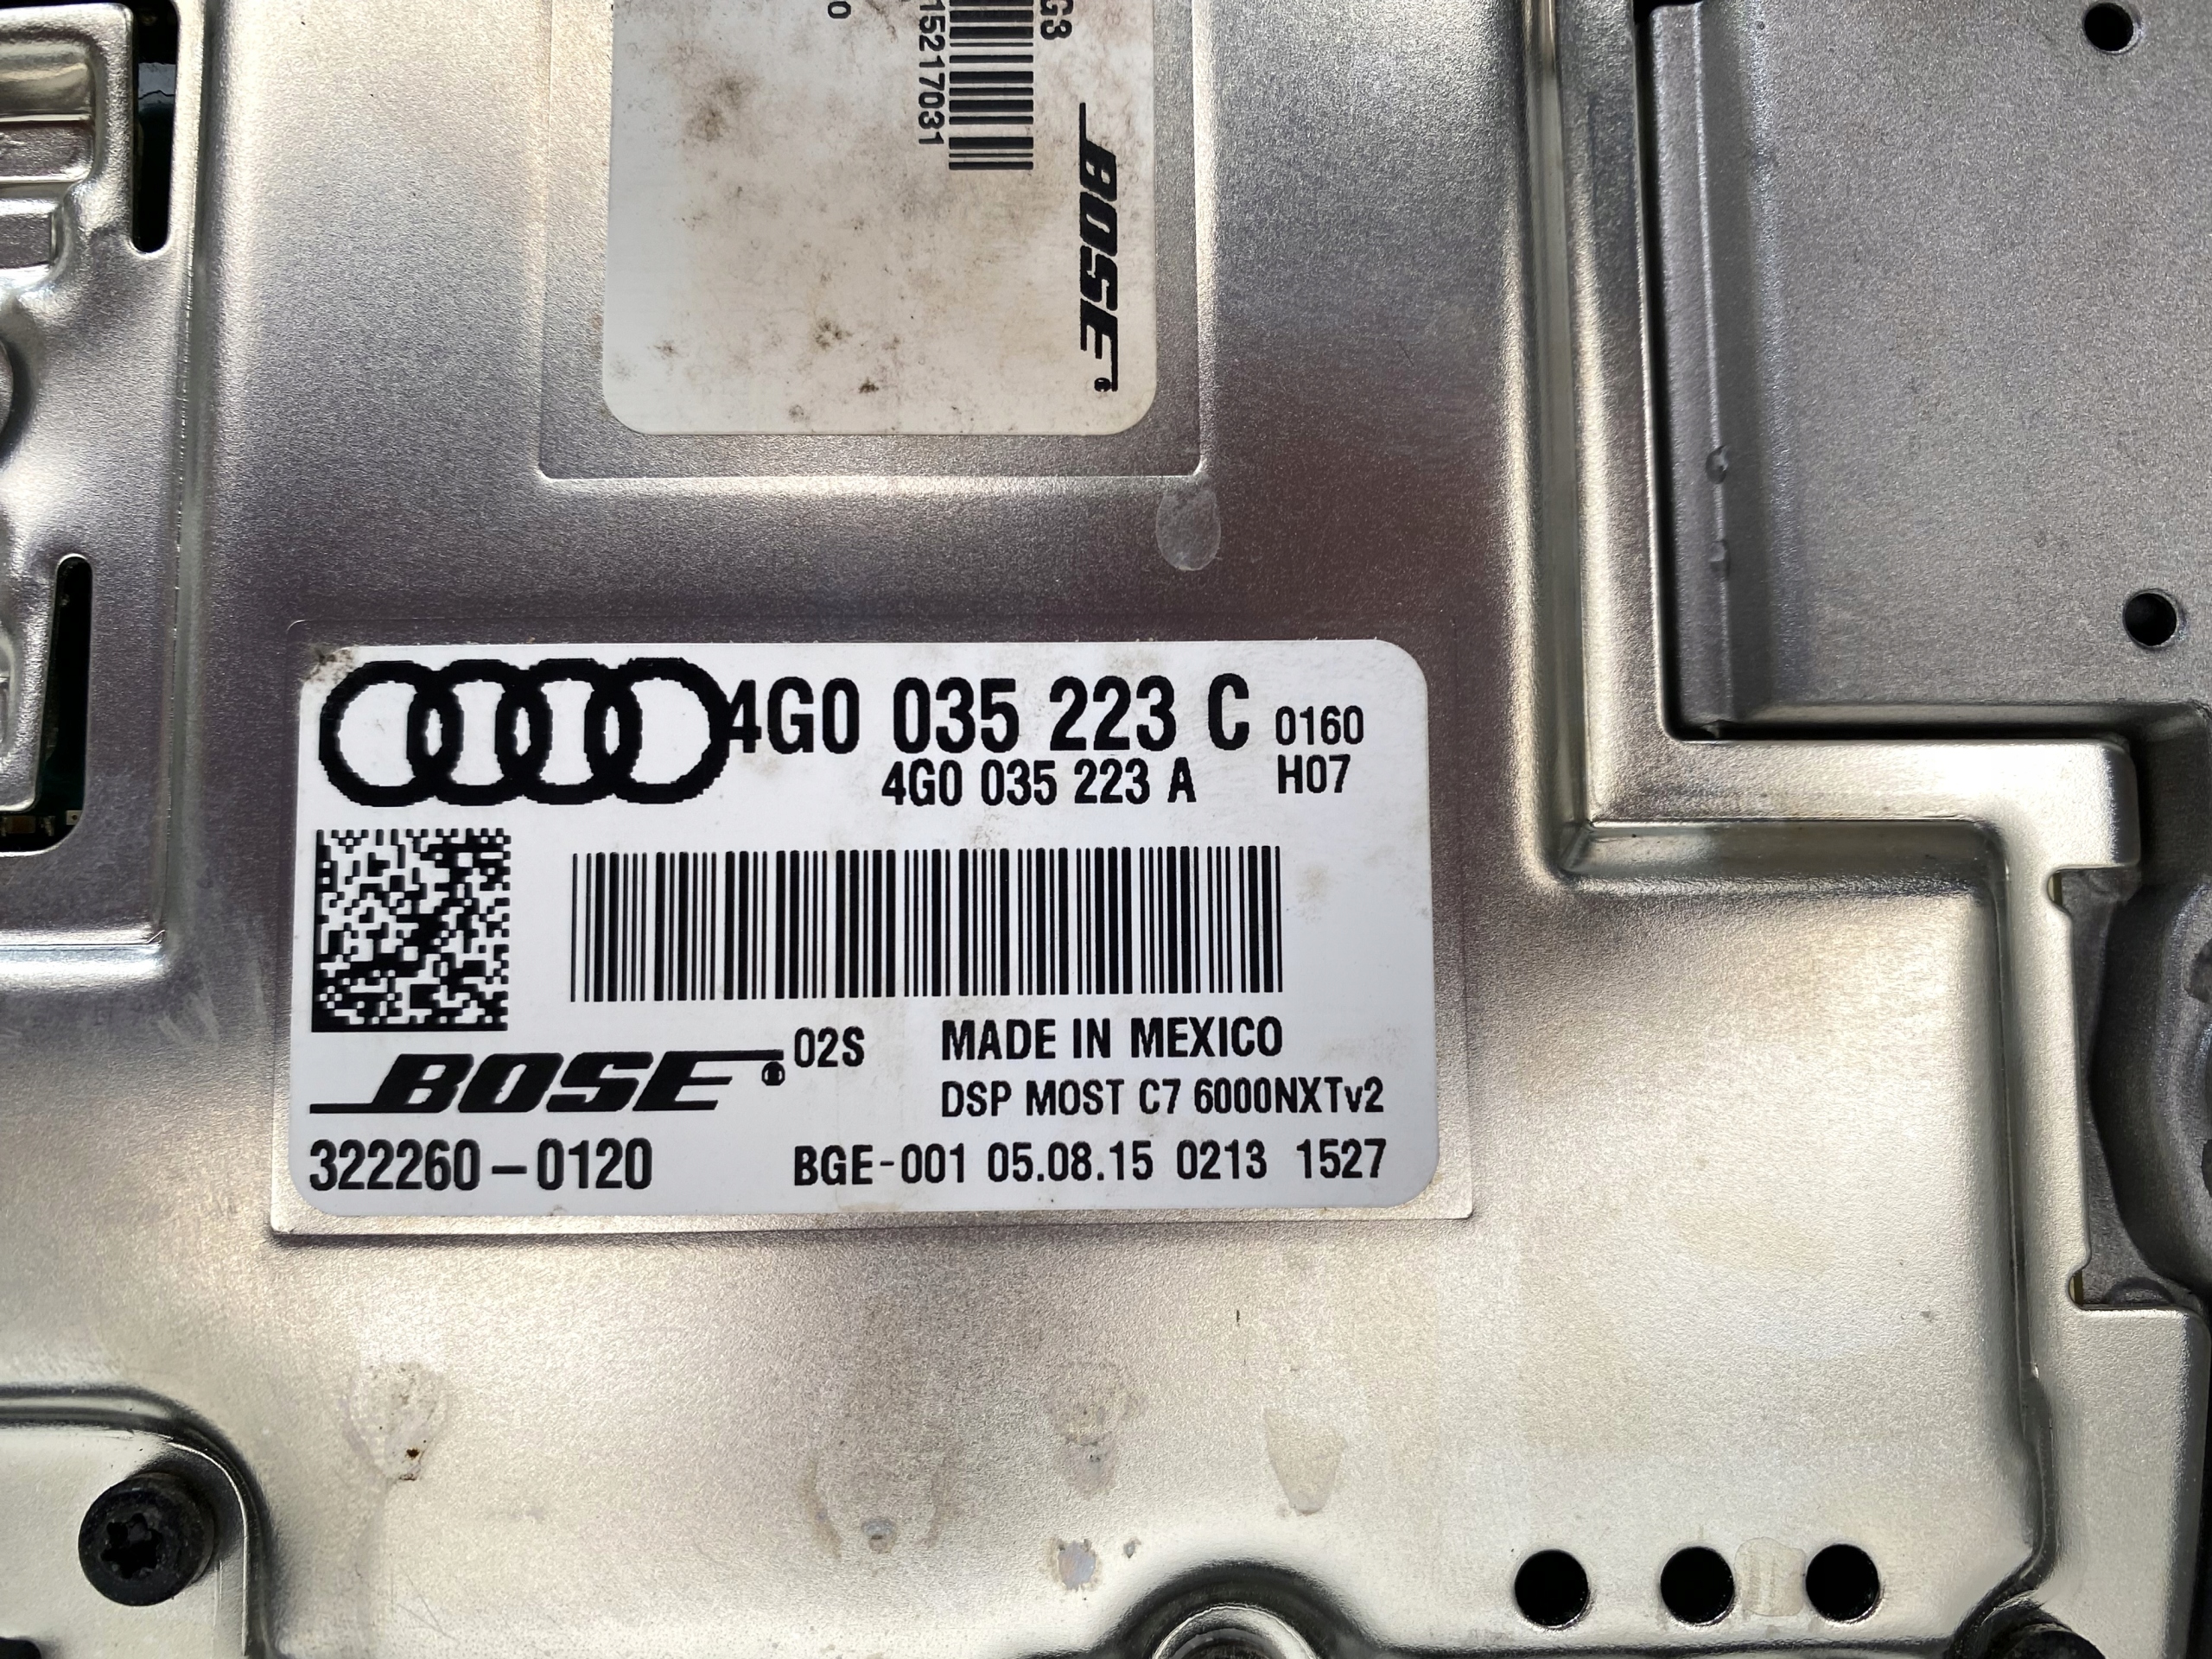 G3
15217031
0
BOSE
4G0 035 223 C 0160
4G0 035 223 A H07
BOSE 02S MADE IN MEXICO
DSP MOST C7 6000NXTv2
322260-0120 BGE-001 05.08.15 0213 1527